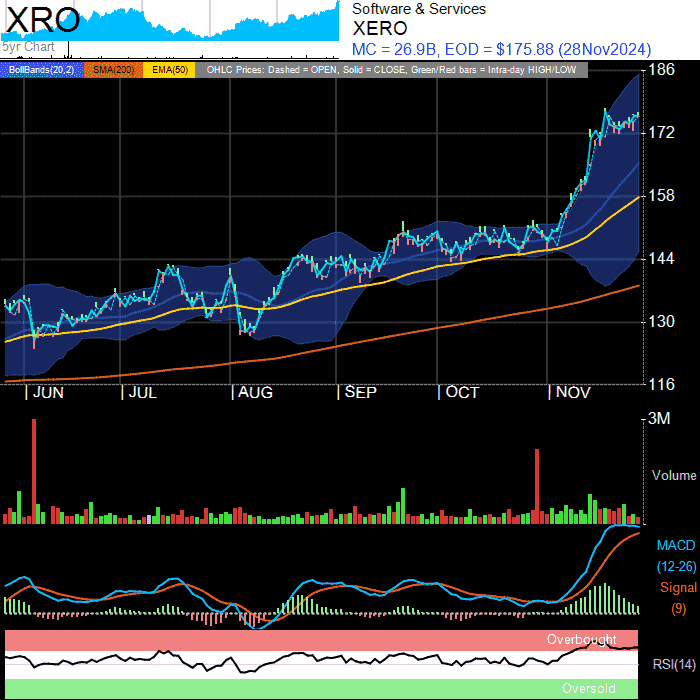 XRO
5yr Chart
Software & Services
XERO
MC = 26.9B, EOD = $175.88 (28Nov2024)
BollBands(20,2) SMA(200) EMA(50) OHLC Prices: Dashed = OPEN, Solid = CLOSE, Green/Red bars = Intra-day HIGH/LOW
186
172
158
144
130
116
JUN JUL AUG SEP OCT NOV
3M
Volume
MACD
(12-26)
Signal
(9)
Overbought
RSI(14)
Oversold